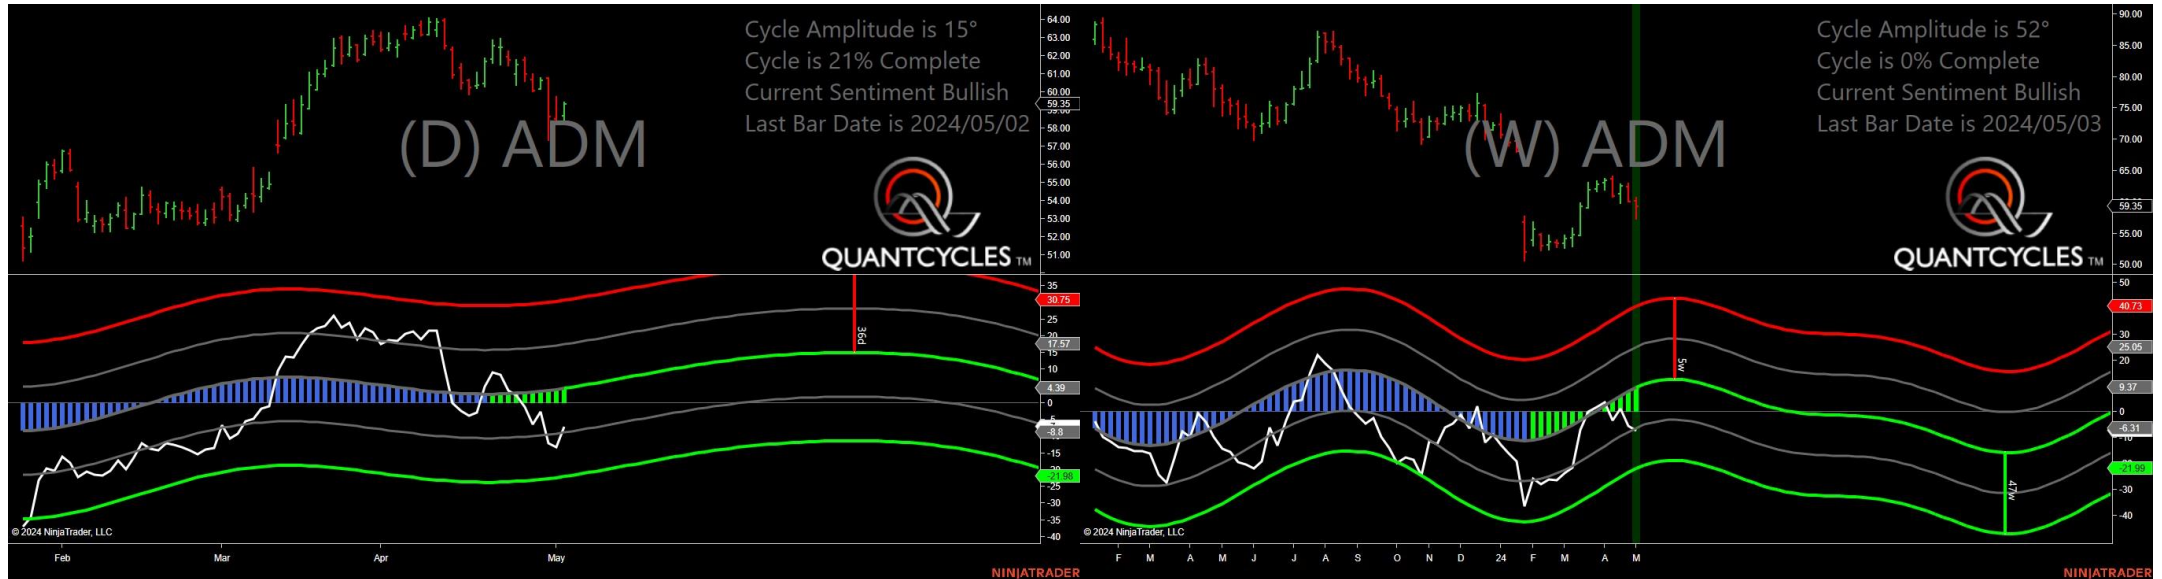 Cycle Amplitude is 15°
Cycle is 21% Complete
Current Sentiment Bullish
Last Bar Date is 2024/05/02
(D) ADM
QUANTCYCLES TM
64.00
63.00
62.00
61.00
60.00
59.35
58.00
57.00
56.00
55.00
54.00
53.00
52.00
51.00
35
30.75
25
20
17.57
15
10
4.39
0
-8.8
-15
-21.98
-25
-30
-35
-40
36d
© 2024 NinjaTrader, LLC
Feb Mar Apr May
NINJATRADER
Cycle Amplitude is 52°
Cycle is 0% Complete
Current Sentiment Bullish
Last Bar Date is 2024/05/03
(W) ADM
QUANTCYCLES TM
90.00
85.00
80.00
75.00
70.00
65.00
59.35
55.00
50.00
50
40.73
30
25.05
20
9.37
0
-6.31
-10
-21.99
-30
-40
5w
47w
© 2024 NinjaTrader, LLC
F M A M J J A S O N D 24 F M A M
NINJATRADER